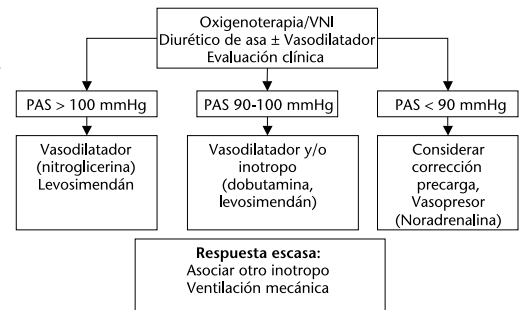 Oxigenoterapia/VNI
Diurético de asa ± Vasodilatador
Evaluación clínica
PAS > 100 mmHg
PAS 90-100 mmHg
PAS < 90 mmHg
Vasodilatador
(nitroglicerina)
Levosimendán
Vasodilatador y/o
inotropo
(dobutamina,
levosimendán)
Considerar
corrección
precarga,
Vasopresor
(Noradrenalina)
Respuesta escasa:
Asociar otro inotropo
Ventilación mecánica